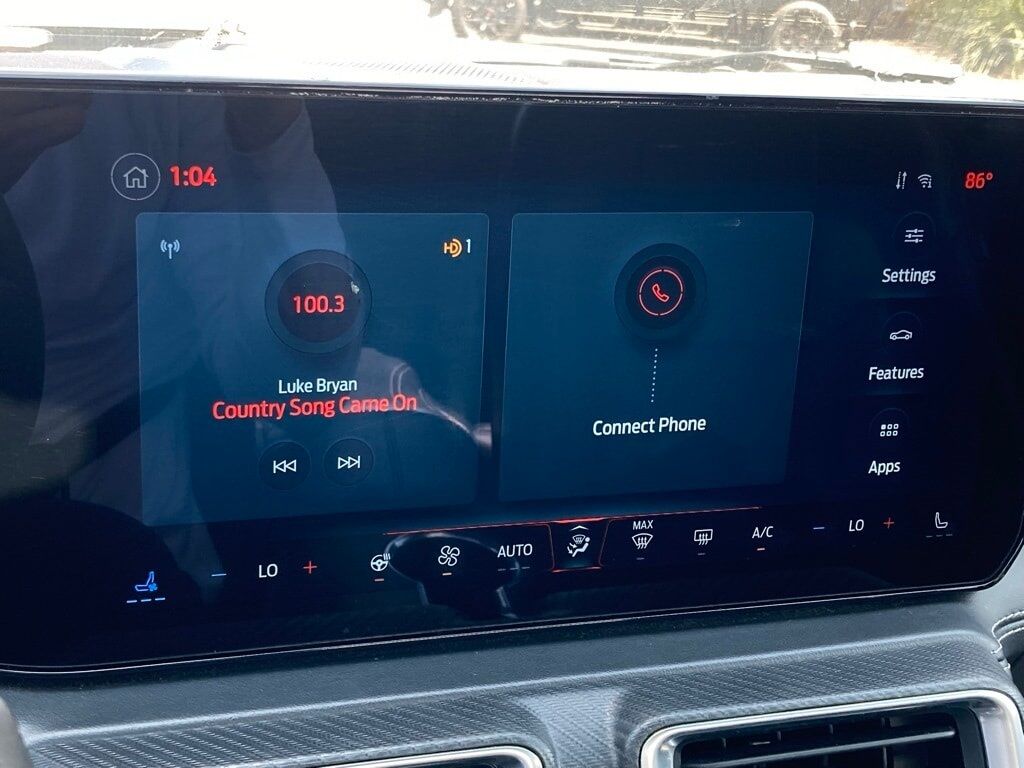 1:04
86°
HD 1
100.3
Luke Bryan
Country Song Came On
Connect Phone
Settings
Features
Apps
LO
AUTO
MAX
A/C
LO